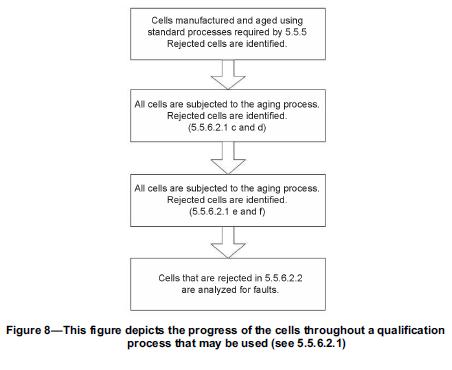 Cells manufactured and aged using
standard processes required by 5.5.5
Rejected cells are identified.
All cells are subjected to the aging process.
Rejected cells are identified.
(5.5.6.2.1 c and d)
All cells are subjected to the aging process.
Rejected cells are identified.
(5.5.6.2.1 e and f)
Cells that are rejected in 5.5.6.2.2
are analyzed for faults.
Figure 8—This figure depicts the progress of the cells throughout a qualification
process that may be used (see 5.5.6.2.1)